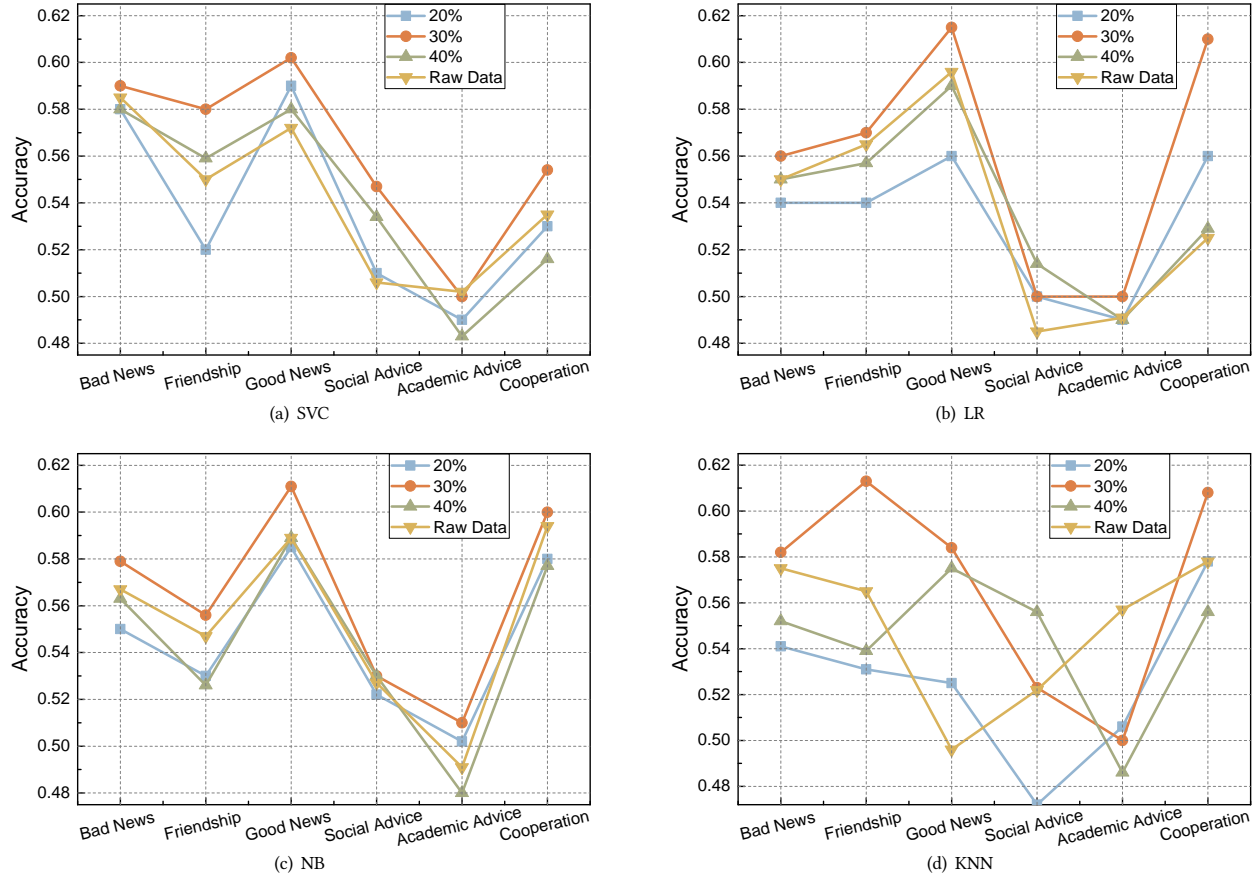 0.62
0.60
0.58
0.56
0.54
0.52
0.50
0.48
Accuracy
20%
30%
40%
Raw Data
Bad News
Friendship
Good News
Social Advice
Academic Advice
Cooperation
(a) SVC
0.62
0.60
0.58
0.56
0.54
0.52
0.50
0.48
Accuracy
20%
30%
40%
Raw Data
Bad News
Friendship
Good News
Social Advice
Academic Advice
Cooperation
(b) LR
0.62
0.60
0.58
0.56
0.54
0.52
0.50
0.48
Accuracy
20%
30%
40%
Raw Data
Bad News
Friendship
Good News
Social Advice
Academic Advice
Cooperation
(c) NB
0.62
0.60
0.58
0.56
0.54
0.52
0.50
0.48
Accuracy
20%
30%
40%
Raw Data
Bad News
Friendship
Good News
Social Advice
Academic Advice
Cooperation
(d) KNN